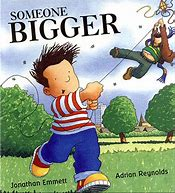 SOMEONE
BIGGER
Jonathan Emmett
Adrian Reynolds